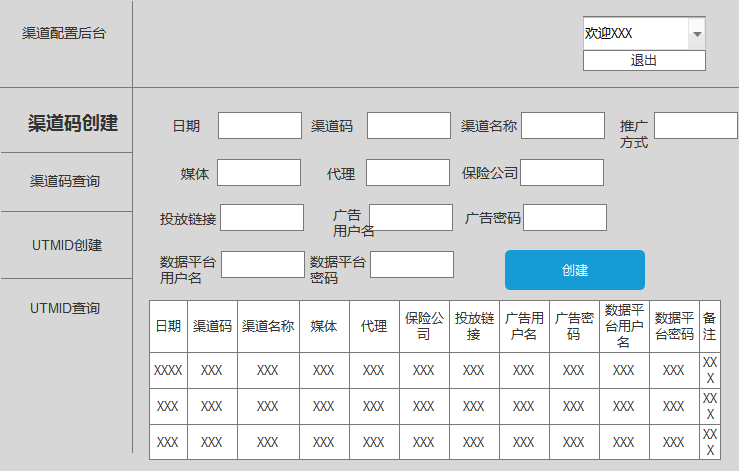 渠道配置后台
欢迎XXX
退出
渠道码创建
渠道码查询
UTMID创建
UTMID查询
日期
渠道码
渠道名称
推广
方式
媒体
代理
保险公司
投放链接
广告
用户名
广告密码
数据平台
用户名
数据平台
密码
创建
日期 渠道码 渠道名称 媒体 代理 保险公司 投放链接 广告用户名 广告密码 数据平台用户名 数据平台密码 备注
XXXX XXX XXX XXX XXX XXX XXX XXX XXX XXX XXX XXX
XXX XXX XXX XXX XXX XXX XXX XXX XXX XXX XXX XXX
XXX XXX XXX XXX XXX XXX XXX XXX XXX XXX XXX XXX